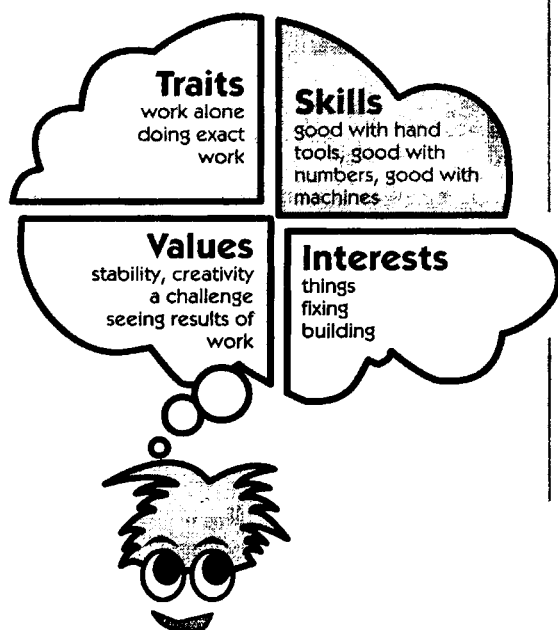 Traits
work alone
doing exact
work
Skills
good with hand
tools, good with
numbers, good with
machines
Values
stability, creativity
a challenge
seeing results of
work
Interests
things
fixing
building